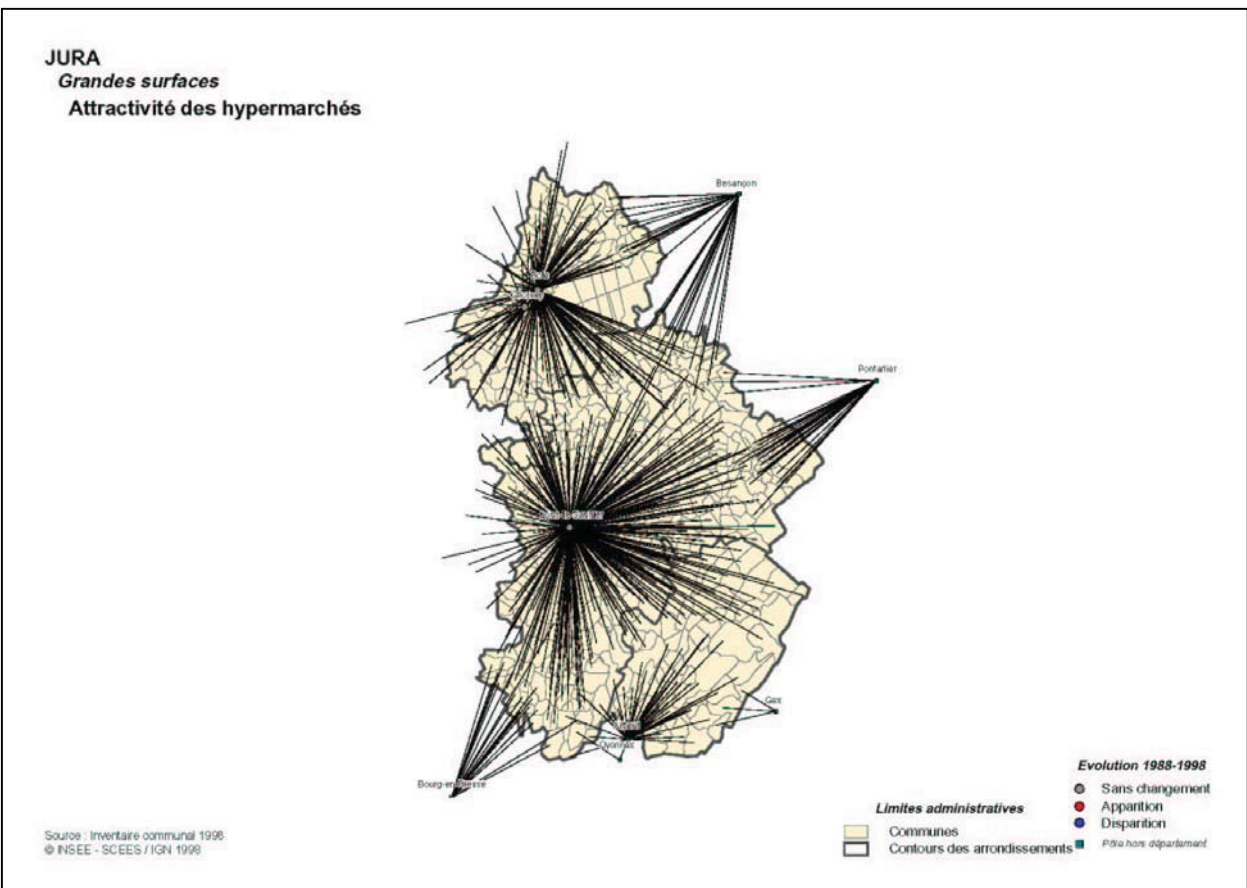 JURA
Grandes surfaces
Attractivité des hypermarchés
Besançon
Pontarlier
Gex
Oyonnax
Bourg-en-Bresse
Evolution 1988-1998
Sans changement
Apparition
Disparition
Pôle hors département
Limites administratives
Communes
Contours des arrondissements
Source : Inventaire communal 1998
© INSEE - SCEES / IGN 1998